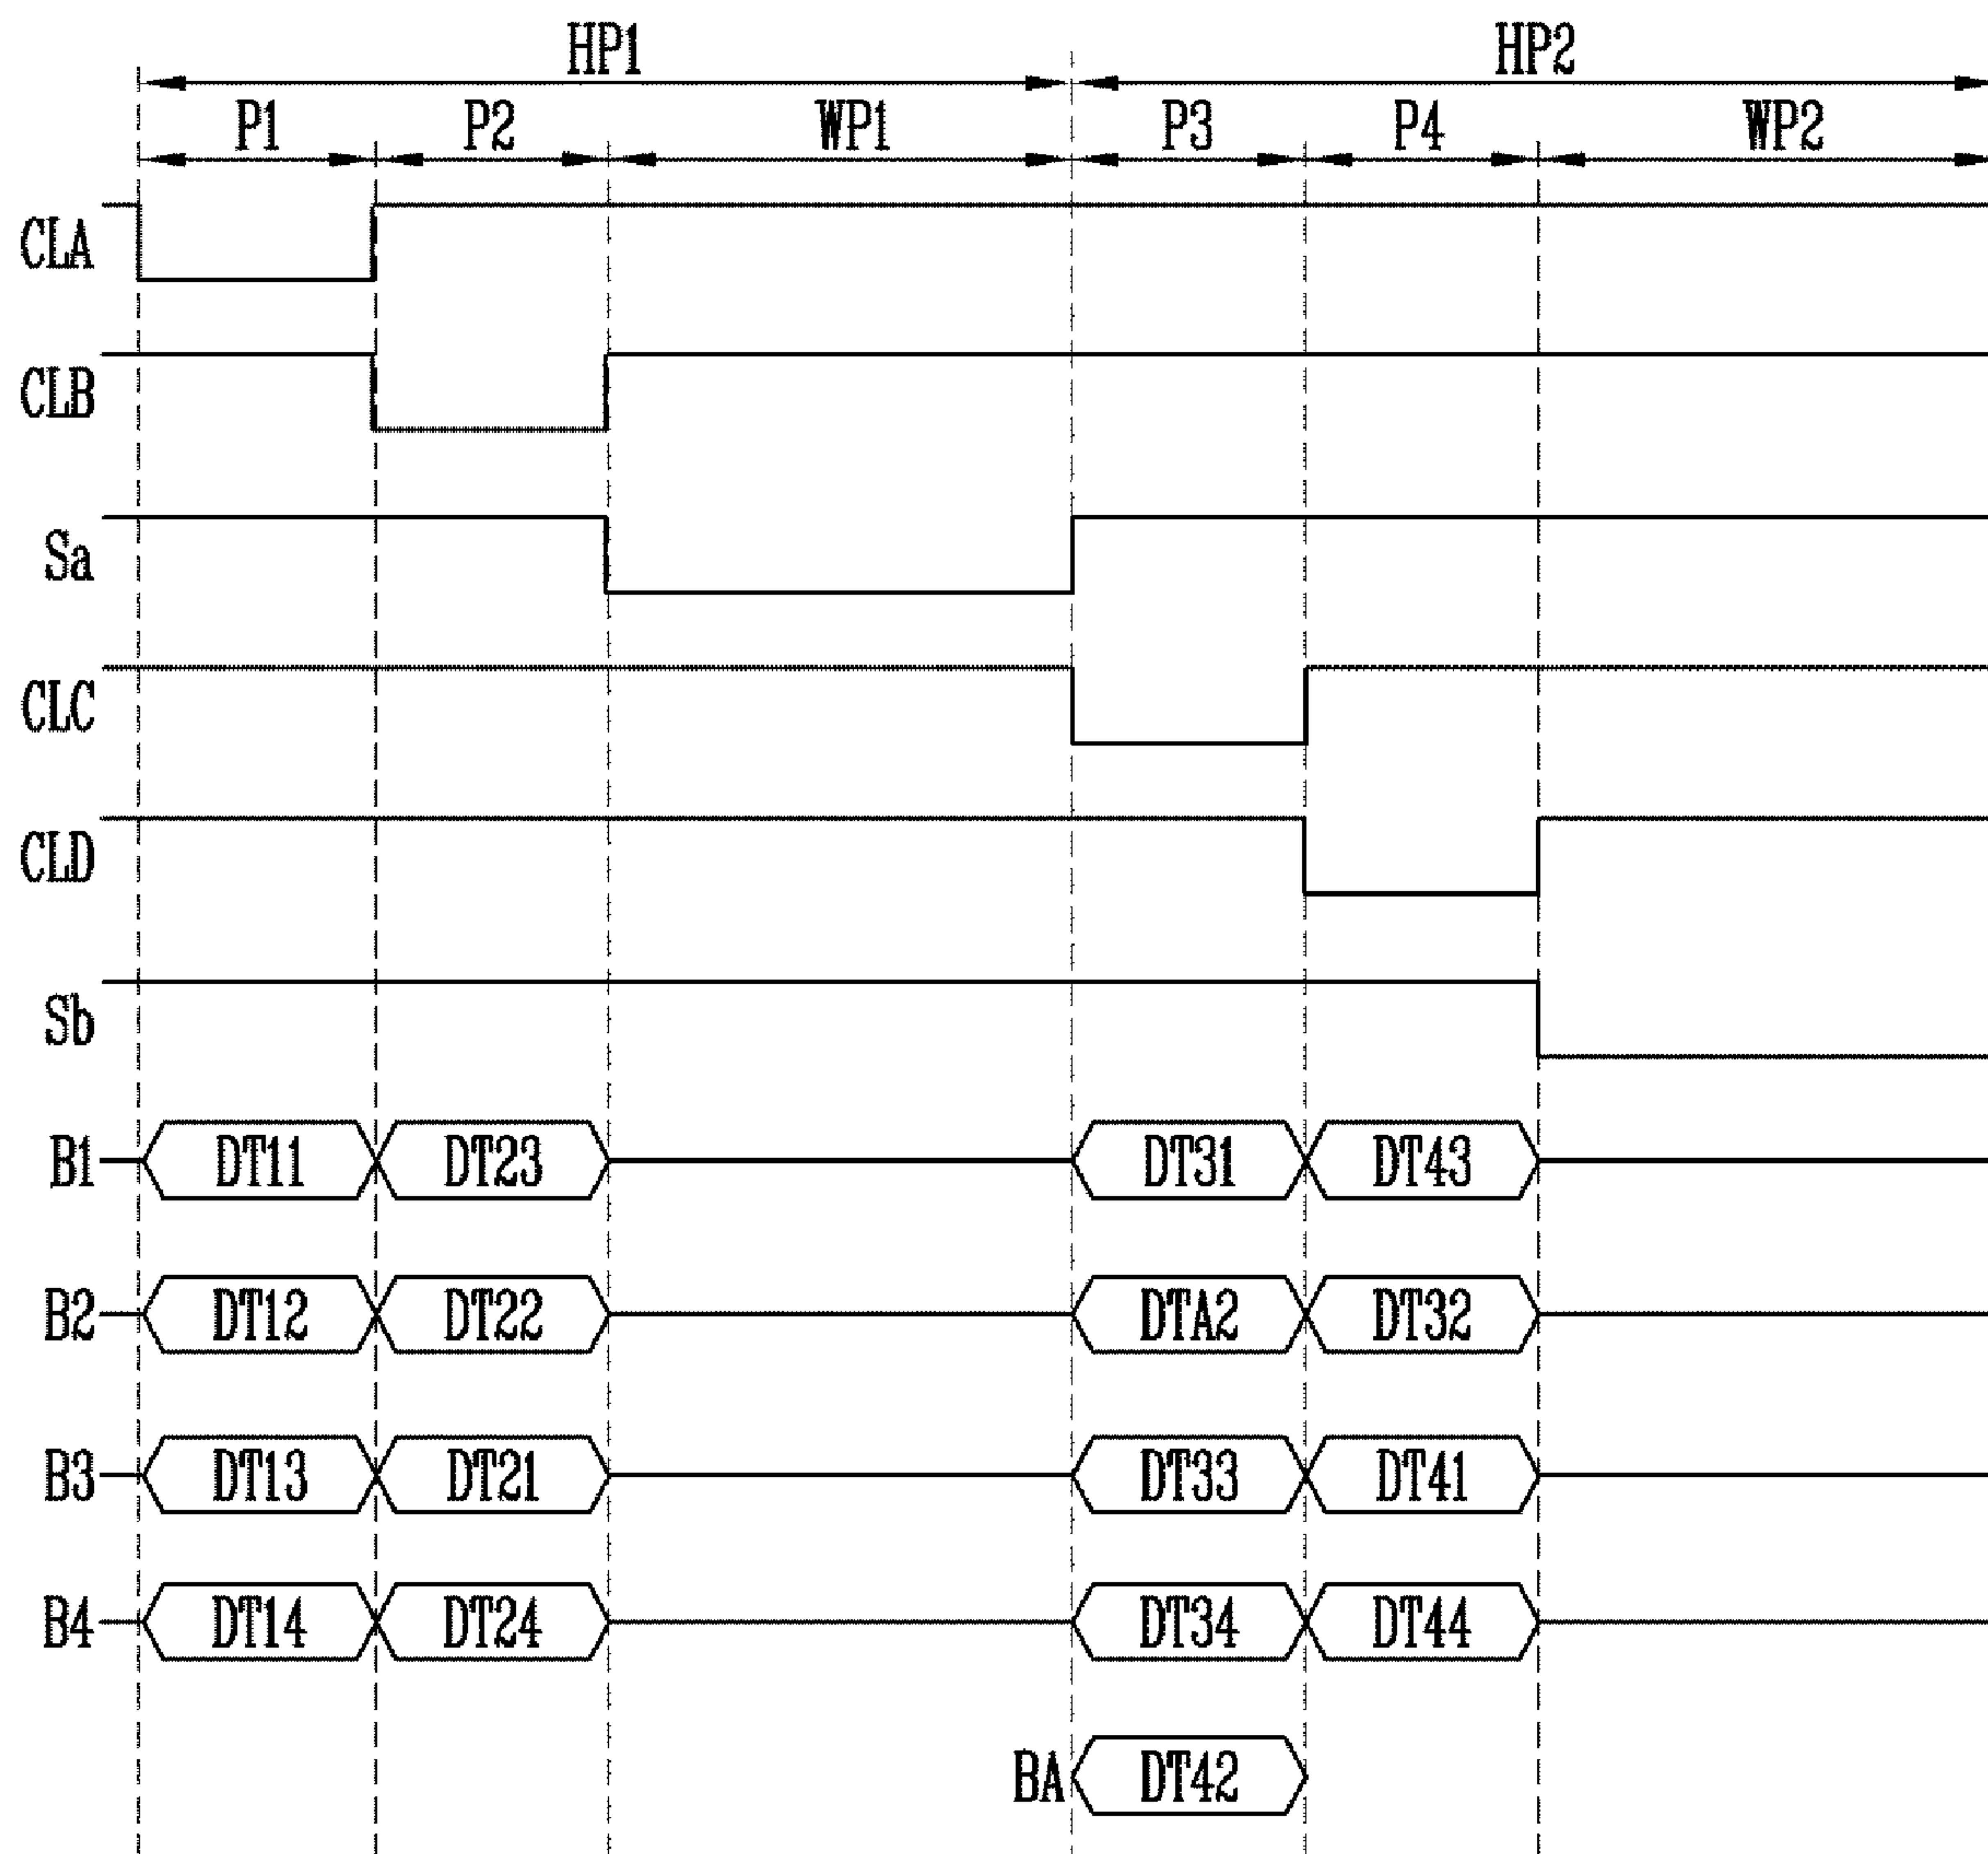 HP1 HP2
P1 P2 WP1 P3 P4 WP2
CLA
CLB
Sa
CLC
CLD
Sb
B1 DT11 DT23 DT31 DT43
B2 DT12 DT22 DTA2 DT32
B3 DT13 DT21 DT33 DT41
B4 DT14 DT24 DT34 DT44
BA DT42